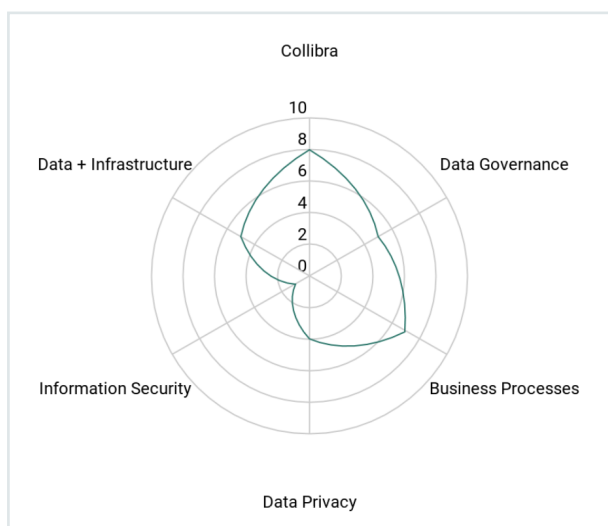 Collibra
10
8
6
4
2
0
Data + Infrastructure
Data Governance
Information Security
Business Processes
Data Privacy